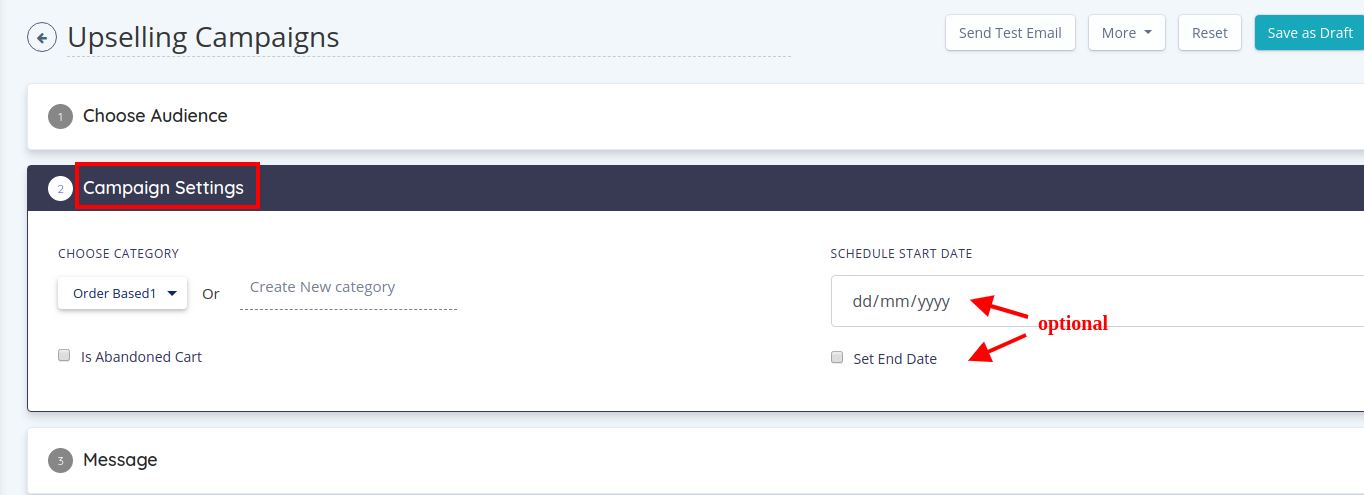 Upselling Campaigns
Send Test Email
More
Reset
Save as Draft
1 Choose Audience
2 Campaign Settings
CHOOSE CATEGORY
Order Based1 Or Create New category
Is Abandoned Cart
SCHEDULE START DATE
dd/mm/yyyy
optional
Set End Date
3 Message